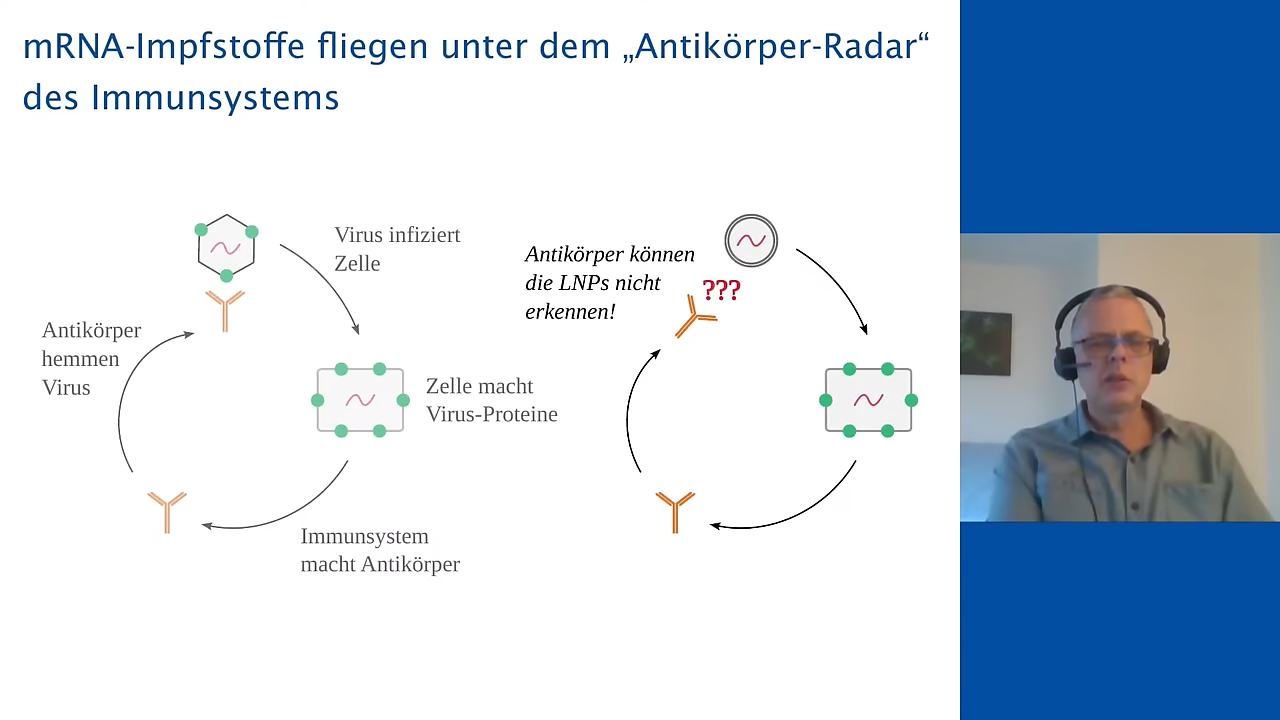 mRNA-Impfstoffe fliegen unter dem „Antikörper-Radar“
des Immunsystems
Virus infiziert
Zelle
Antikörper
hemmen
Virus
Zelle macht
Virus-Proteine
Immunsystem
macht Antikörper
Antikörper können
die LNPs nicht
erkennen!
???